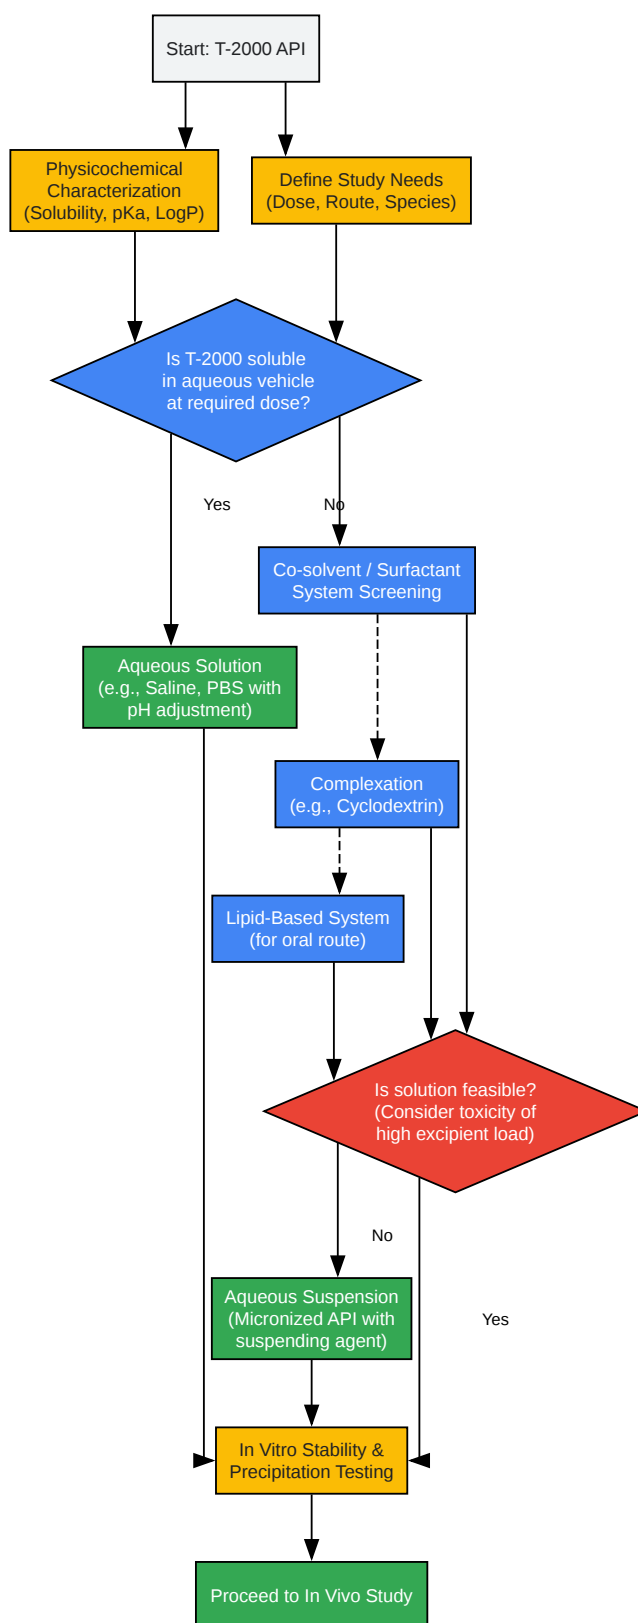 Start: T-2000 API
Physicochemical
Characterization
(Solubility, pKa, LogP)
Define Study Needs
(Dose, Route, Species)
Is T-2000 soluble
in aqueous vehicle
at required dose?
Yes
No
Co-solvent / Surfactant
System Screening
Aqueous Solution
(e.g., Saline, PBS with
pH adjustment)
Complexation
(e.g., Cyclodextrin)
Lipid-Based System
(for oral route)
Is solution feasible?
(Consider toxicity of
high excipient load)
No
Aqueous Suspension
(Micronized API with
suspending agent)
Yes
In Vitro Stability &
Precipitation Testing
Proceed to In Vivo Study